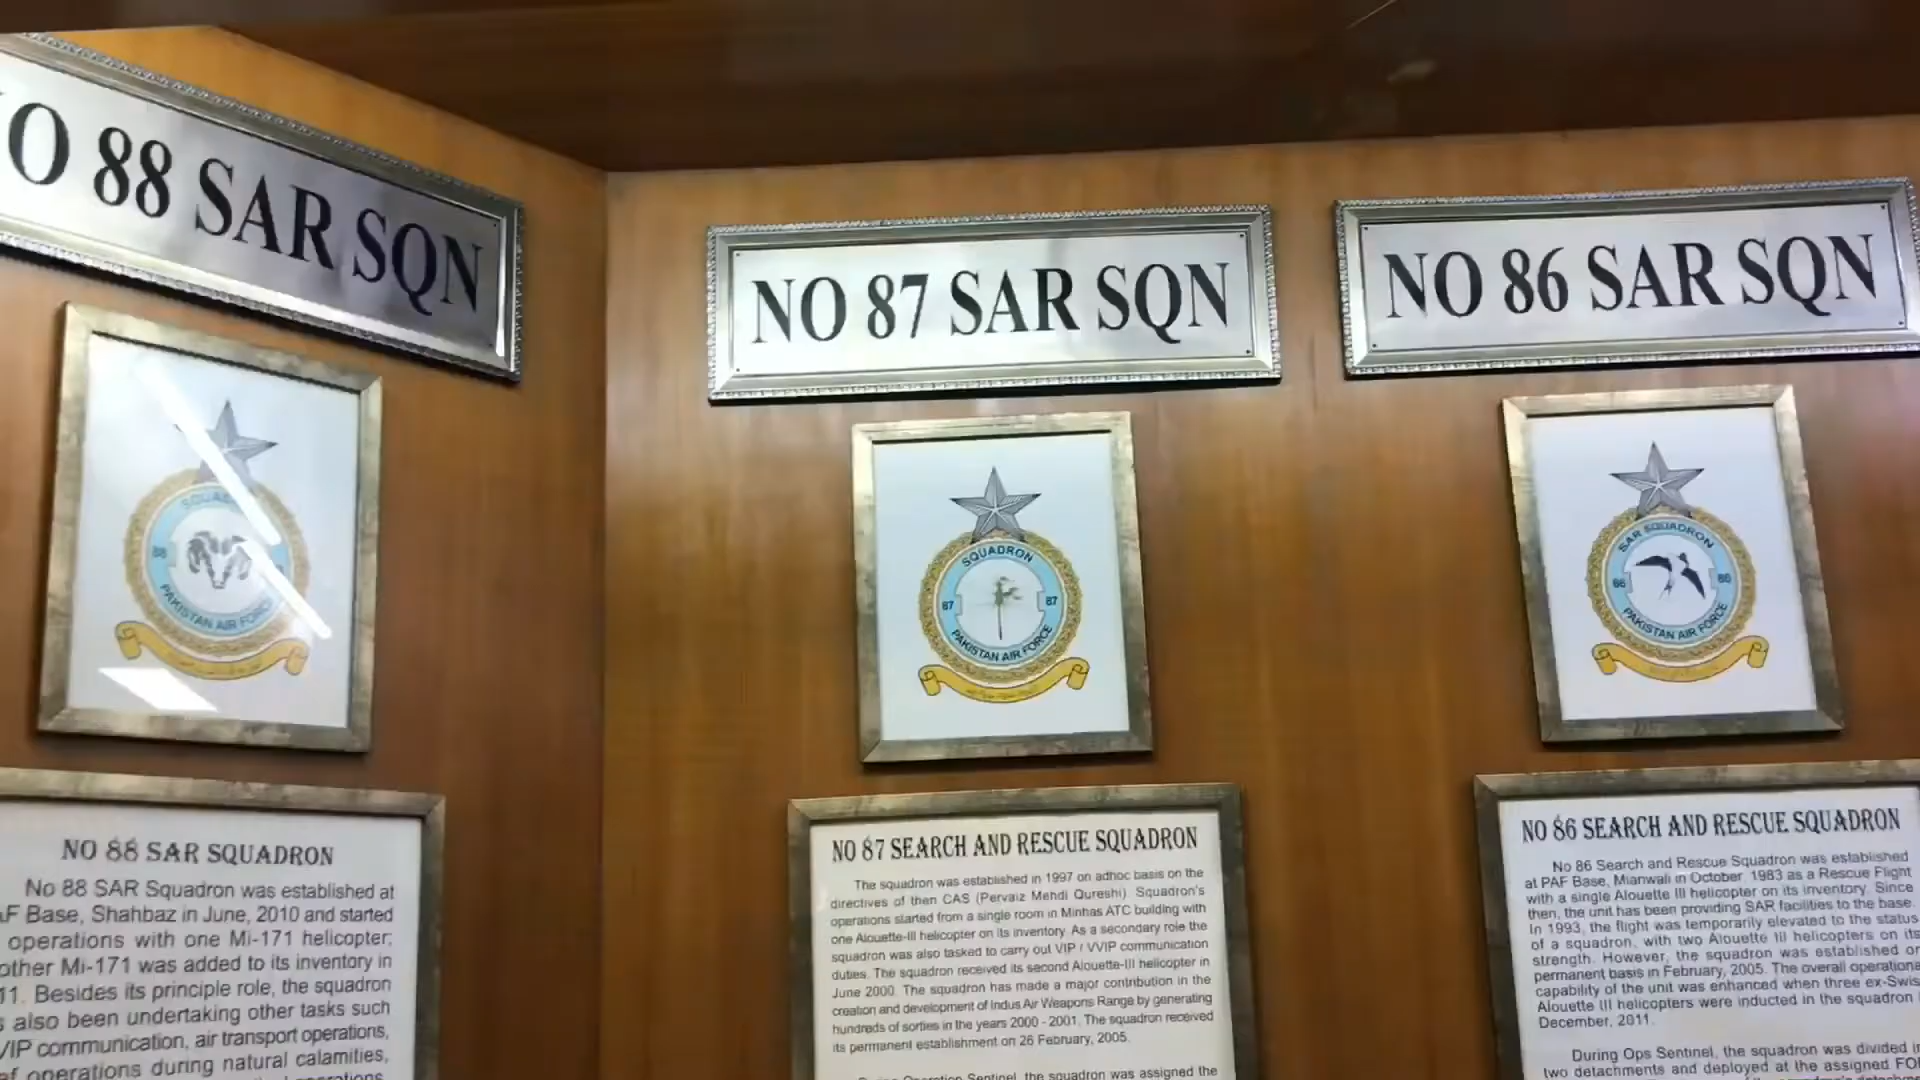 O 88 SAR SQN
NO 87 SAR SQN
NO 86 SAR SQN
88
PAKISTAN AIR FORCE
SQUADRON
87 87
PAKISTAN AIR FORCE
SAR SQUADRON
86 86
PAKISTAN AIR FORCE
NO 88 SAR SQUADRON
No 88 SAR Squadron was established at
Base, Shahbaz in June, 2010 and started
operations with one Mi-171 helicopter;
other Mi-171 was added to its inventory in
11. Besides its principle role, the squadron
also been undertaking other tasks such
VIP communication, air transport operations,
operations during natural calamities,
NO 87 SEARCH AND RESCUE SQUADRON
The squadron was established in 1997 on adhoc basis on the
directives of then CAS (Pervaiz Mehdi Qureshi). Squadron's
operations started from a single room in Minhas ATC building with
one Alouette-III helicopter on its inventory. As a secondary role the
squadron was also tasked to carry out VIP / VVIP communication
duties. The squadron received its second Alouette-III helicopter in
June 2000. The squadron has made a major contribution in the
creation and development of Indus Air Weapons Range by generating
hundreds of sorties in the years 2000 - 2001. The squadron received
its permanent establishment on 26 February, 2005.
Operation Sentinel, the squadron was assigned the
NO 86 SEARCH AND RESCUE SQUADRON
No 86 Search and Rescue Squadron was established
at PAF Base, Mianwali in October, 1983 as a Rescue Flight
with a single Alouette III helicopter on its inventory. Since
then, the unit has been providing SAR facilities to the base.
In 1993, the flight was temporarily elevated to the status
of a squadron, with two Alouette III helicopters on its
strength. However, the squadron was established on
permanent basis in February, 2005. The overall operationa
capability of the unit was enhanced when three ex-Swis
Alouette III helicopters were inducted in the squadron
December, 2011.
During Ops Sentinel, the squadron was divided in
two detachments and deployed at the assigned FO